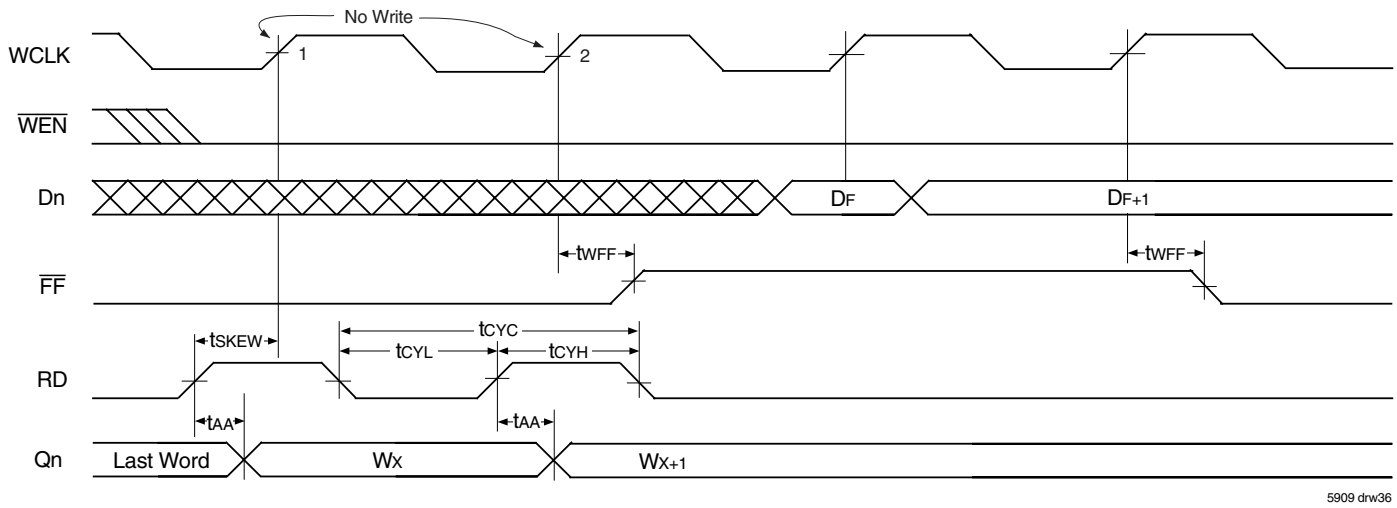 No Write
WCLK 1 2
WEN
Dn DF DF+1
tWFF tWFF
FF
tCYC
tSKEW tCYL tCYH
RD
tAA tAA
Qn Last Word WX WX+1
5909 drw36